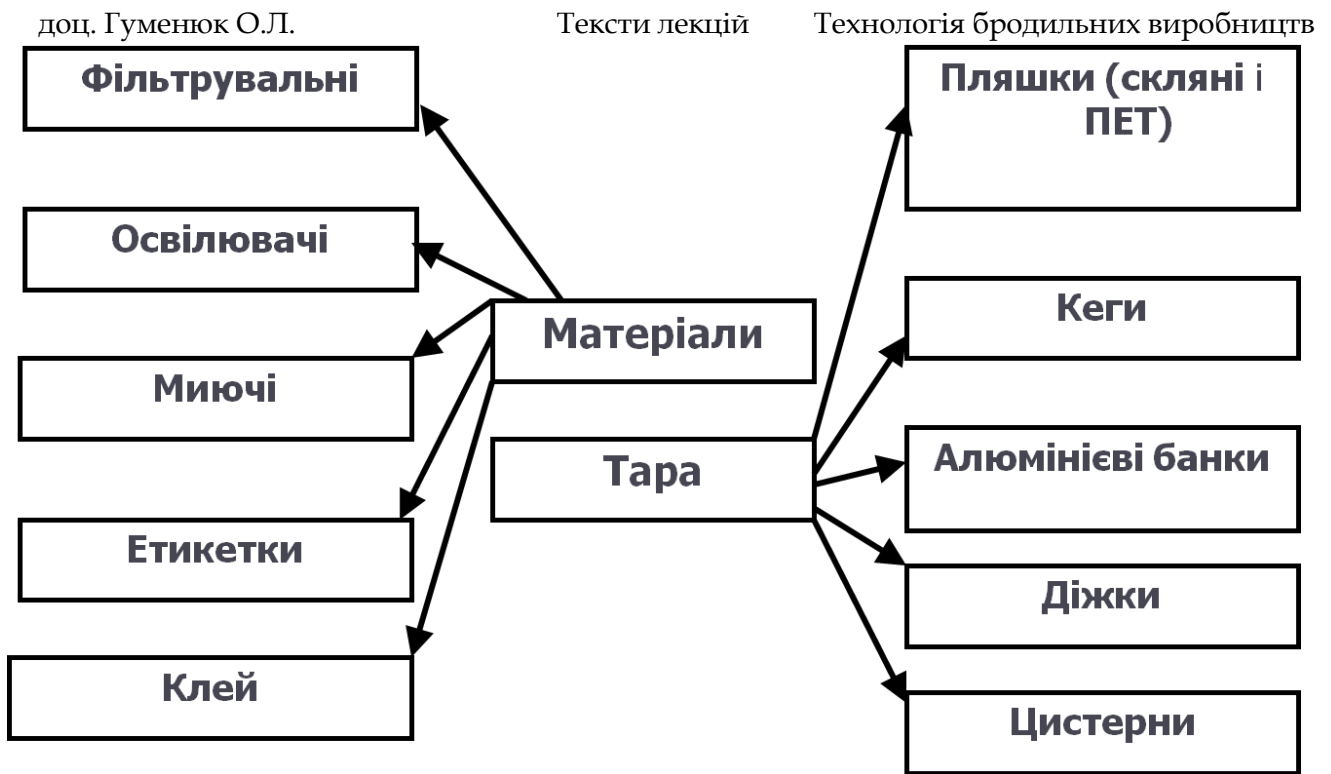 доц. Гуменюк О.Л. Тексти лекцій Технологія бродильних виробництв
Фільтрувальні
Освілювачі
Миючі
Етикетки
Клей
Матеріали
Тара
Пляшки (скляні і
ПЕТ)
Кеги
Алюмінієві банки
Діжки
Цистерни